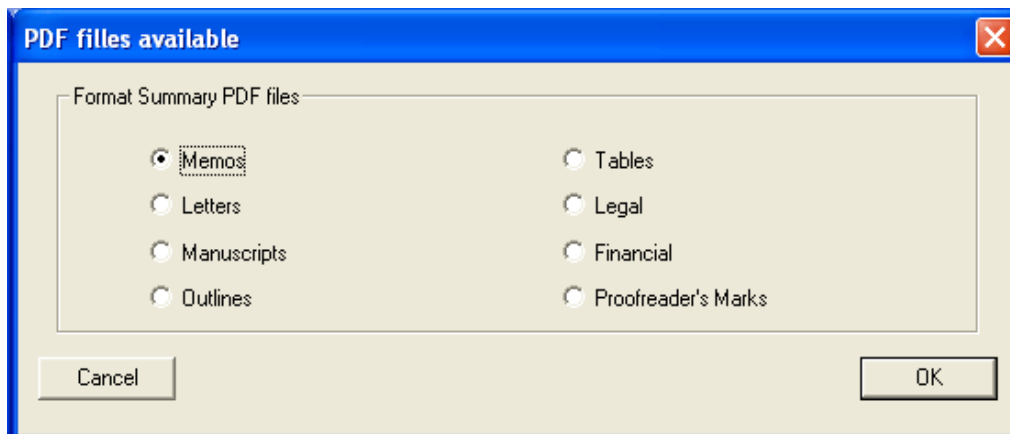 PDF filles available
Format Summary PDF files
Memos
Tables
Letters
Legal
Manuscripts
Financial
Outlines
Proofreader's Marks
Cancel
OK